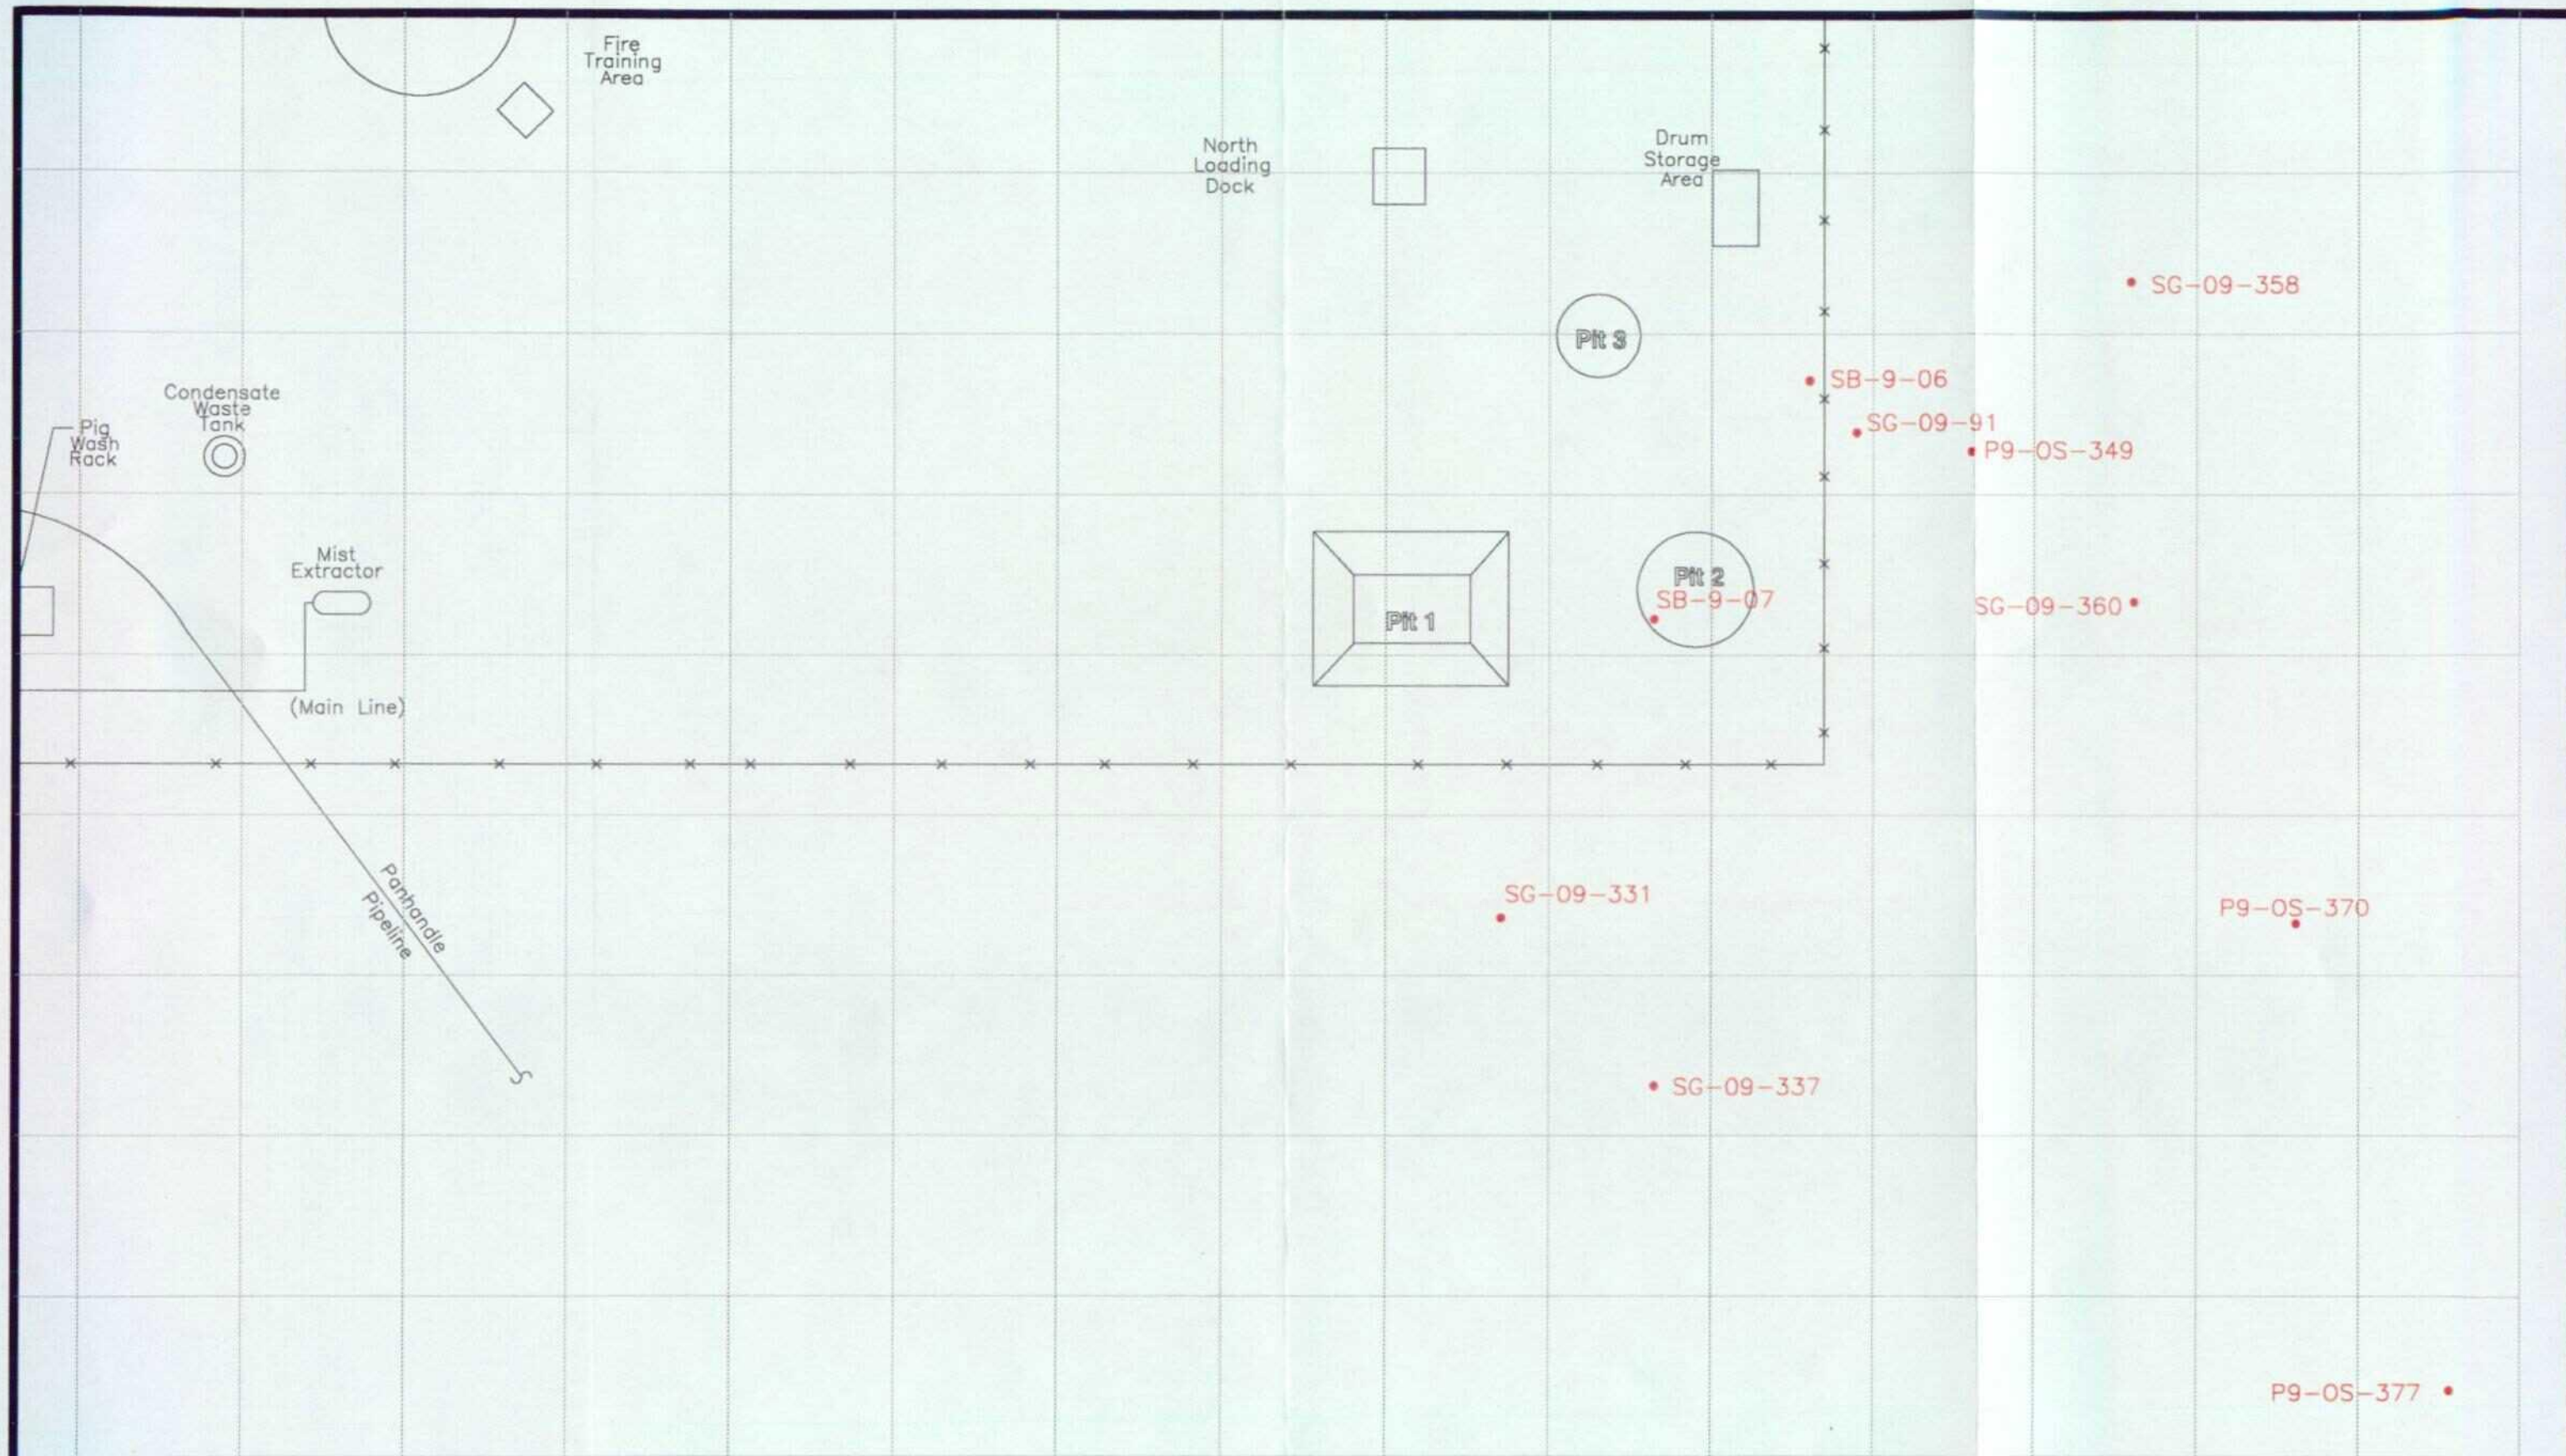 Fire
Training
Area
North
Loading
Dock
Drum
Storage
Area
SG-09-358
Pit 3
SB-9-06
Condensate
Waste
Tank
SG-09-91
Pig
Wash
Rack
P9-OS-349
Mist
Extractor
Pit 2
SB-9-07
SG-09-360
Pit 1
(Main Line)
Panhandle
Pipeline
SG-09-331
P9-OS-370
SG-09-337
P9-OS-377